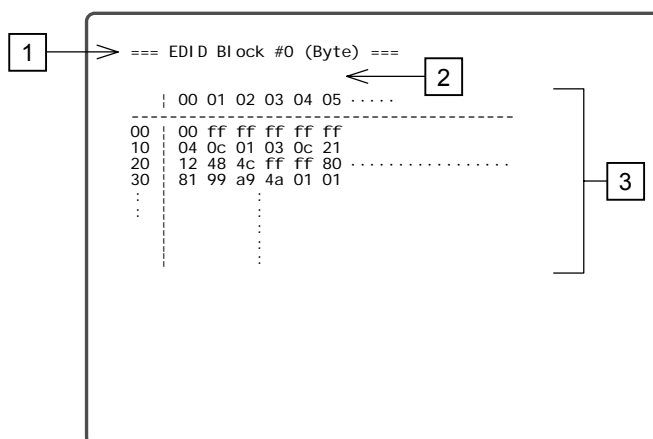 1
=== EDID Block #0 (Byte) ===
2
00 01 02 03 04 05 ·····
00 00 ff ff ff ff ff
10 04 0c 01 03 0c 21
20 12 48 4c ff ff 80 ·················
30 81 99 a9 4a 01 01
3